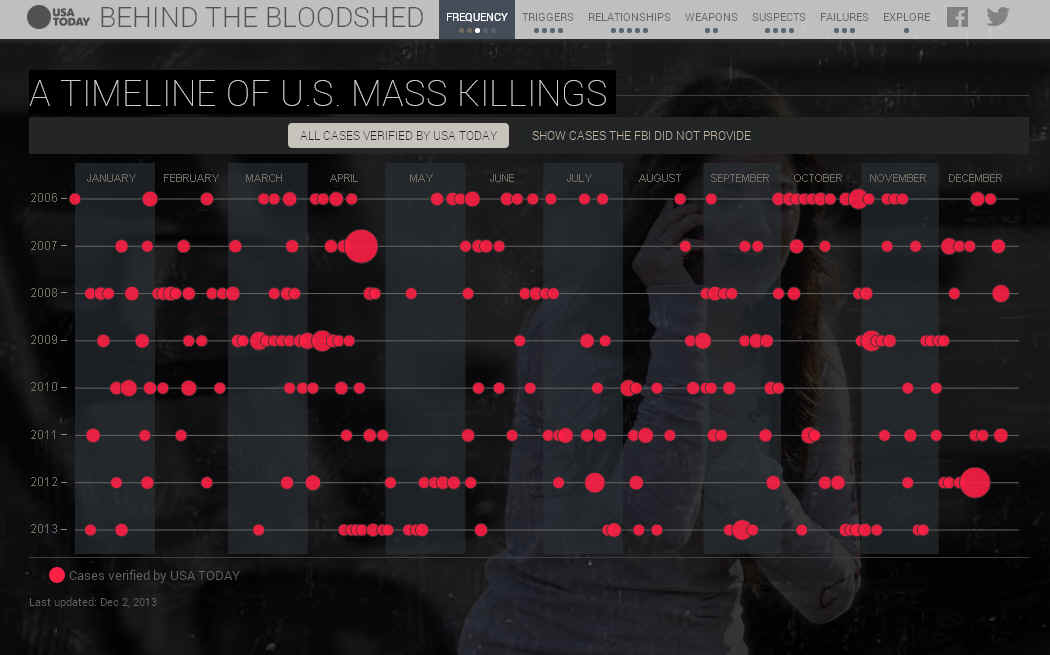 USA TODAY BEHIND THE BLOODSHED FREQUENCY TRIGGERS RELATIONSHIPS WEAPONS SUSPECTS FAILURES EXPLORE
A TIMELINE OF U.S. MASS KILLINGS
ALL CASES VERIFIED BY USA TODAY SHOW CASES THE FBI DID NOT PROVIDE
JANUARY FEBRUARY MARCH APRIL MAY JUNE JULY AUGUST SEPTEMBER OCTOBER NOVEMBER DECEMBER
2006
2007
2008
2009
2010
2011
2012
2013
Cases verified by USA TODAY
Last updated: Dec 2, 2013